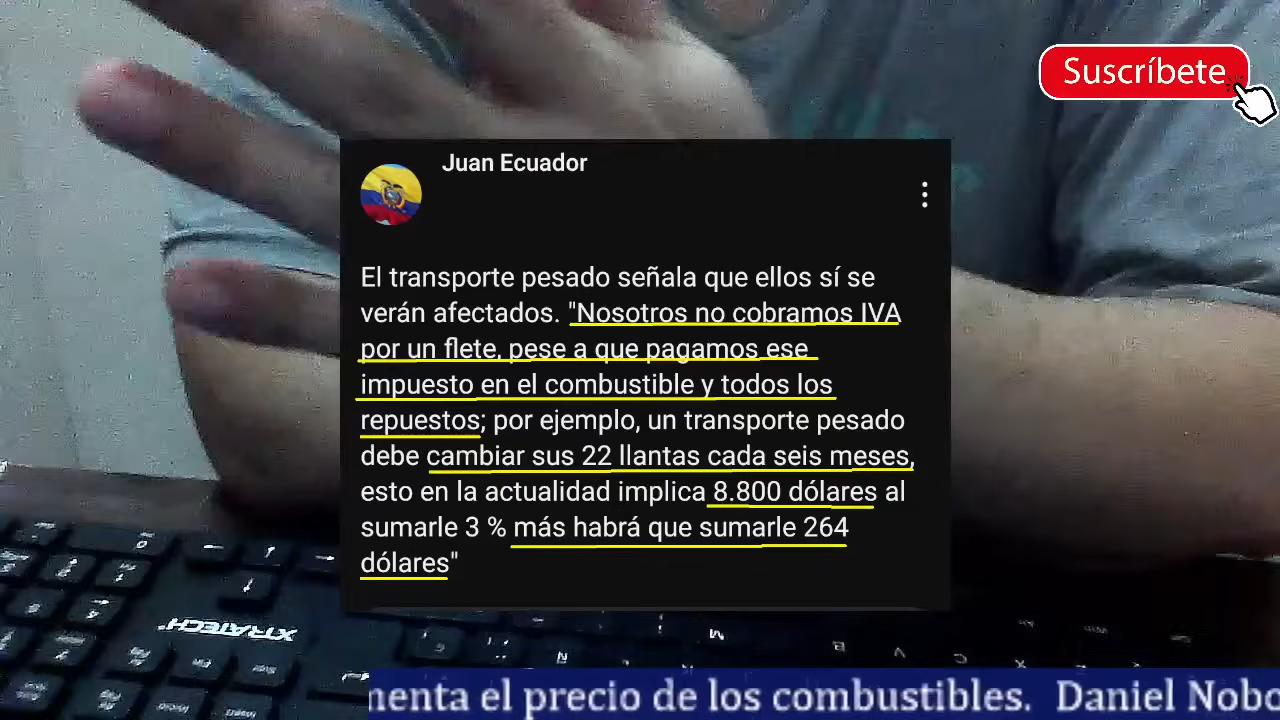 Suscríbete
Juan Ecuador
El transporte pesado señala que ellos sí se
verán afectados. "Nosotros no cobramos IVA
por un flete, pese a que pagamos ese
impuesto en el combustible y todos los
repuestos; por ejemplo, un transporte pesado
debe cambiar sus 22 llantas cada seis meses,
esto en la actualidad implica 8.800 dólares al
sumarle 3 % más habrá que sumarle 264
dólares"
XTRATECH
menta el precio de los combustibles. Daniel Nobo